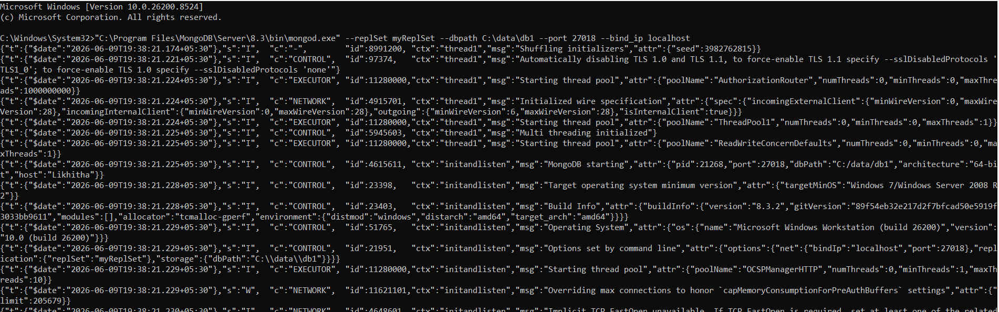 Microsoft Windows [Version 10.0.26200.8524]
(c) Microsoft Corporation. All rights reserved.
C:\Windows\System32>"C:\Program Files\MongoDB\Server\8.3\bin\mongod.exe" --replSet myReplSet --dbpath C:\data\db1 --port 27018 --bind_ip localhost
{"t":{"$date":"2026-06-09T19:38:21.174+05:30"},"s":"I",  "c":"-",        "id":8991200, "ctx":"thread1","msg":"Shuffling initializers","attr":{"seed":3982762815}}
{"t":{"$date":"2026-06-09T19:38:21.221+05:30"},"s":"I",  "c":"CONTROL",  "id":97374,   "ctx":"thread1","msg":"Automatically disabling TLS 1.0 and TLS 1.1, to force-enable TLS 1.1 specify --sslDisabledProtocols '
TLS1_0'; to force-enable TLS 1.0 specify --sslDisabledProtocols 'none'"}
{"t":{"$date":"2026-06-09T19:38:21.224+05:30"},"s":"I",  "c":"EXECUTOR", "id":11280000,"ctx":"thread1","msg":"Starting thread pool","attr":{"poolName":"AuthorizationRouter","numThreads":0,"minThreads":0,"maxThre
ads":1000000000}}
{"t":{"$date":"2026-06-09T19:38:21.224+05:30"},"s":"I",  "c":"NETWORK",  "id":4915701, "ctx":"thread1","msg":"Initialized wire specification","attr":{"spec":{"incomingExternalClient":{"minWireVersion":0,"maxWire
Version":28},"incomingInternalClient":{"minWireVersion":0,"maxWireVersion":28},"outgoing":{"minWireVersion":6,"maxWireVersion":28},"isInternalClient":true}}}
{"t":{"$date":"2026-06-09T19:38:21.224+05:30"},"s":"I",  "c":"EXECUTOR", "id":11280000,"ctx":"thread1","msg":"Starting thread pool","attr":{"poolName":"ThreadPool1","numThreads":0,"minThreads":0,"maxThreads":1}}
{"t":{"$date":"2026-06-09T19:38:21.225+05:30"},"s":"I",  "c":"CONTROL",  "id":5945603, "ctx":"thread1","msg":"Multi threading initialized"}
{"t":{"$date":"2026-06-09T19:38:21.225+05:30"},"s":"I",  "c":"EXECUTOR", "id":11280000,"ctx":"thread1","msg":"Starting thread pool","attr":{"poolName":"ReadWriteConcernDefaults","numThreads":0,"minThreads":0,"ma
xThreads":1}}
{"t":{"$date":"2026-06-09T19:38:21.225+05:30"},"s":"I",  "c":"CONTROL",  "id":4615611, "ctx":"initandlisten","msg":"MongoDB starting","attr":{"pid":21268,"port":27018,"dbPath":"C:/data/db1","architecture":"64-bi
t","host":"Likhitha"}}
{"t":{"$date":"2026-06-09T19:38:21.228+05:30"},"s":"I",  "c":"CONTROL",  "id":23398,   "ctx":"initandlisten","msg":"Target operating system minimum version","attr":{"targetMinOS":"Windows 7/Windows Server 2008 R
2"}}
{"t":{"$date":"2026-06-09T19:38:21.228+05:30"},"s":"I",  "c":"CONTROL",  "id":23403,   "ctx":"initandlisten","msg":"Build Info","attr":{"buildInfo":{"version":"8.3.2","gitVersion":"89f54eb32e217d2f7bfcad50e5919f
3033bb9611","modules":[],"allocator":"tcmalloc-gperf","environment":{"distmod":"windows","distarch":"amd64","target_arch":"amd64"}}}}
{"t":{"$date":"2026-06-09T19:38:21.229+05:30"},"s":"I",  "c":"CONTROL",  "id":51765,   "ctx":"initandlisten","msg":"Operating System","attr":{"os":{"name":"Microsoft Windows Workstation (build 26200)","version":
"10.0 (build 26200)"}}}
{"t":{"$date":"2026-06-09T19:38:21.229+05:30"},"s":"I",  "c":"CONTROL",  "id":21951,   "ctx":"initandlisten","msg":"Options set by command line","attr":{"options":{"net":{"bindIp":"localhost","port":27018},"repl
ication":{"replSet":"myReplSet"},"storage":{"dbPath":"C:\\data\\db1"}}}}
{"t":{"$date":"2026-06-09T19:38:21.229+05:30"},"s":"I",  "c":"EXECUTOR", "id":11280000,"ctx":"initandlisten","msg":"Starting thread pool","attr":{"poolName":"OCSPManagerHTTP","numThreads":0,"minThreads":1,"maxTh
reads":10}}
{"t":{"$date":"2026-06-09T19:38:21.229+05:30"},"s":"W",  "c":"NETWORK",  "id":11621101,"ctx":"initandlisten","msg":"Overriding max connections to honor `capMemoryConsumptionForPreAuthBuffers` settings","attr":{"
limit":205679}}
{"t":{"$date":"2026-06-09T19:38:21.230+05:30"},"s":"I",  "c":"NETWORK",  "id":4648601, "ctx":"initandlisten","msg":"Implicit TCP FastOpen unavailable. If TCP FastOpen is required, set at least one of the related